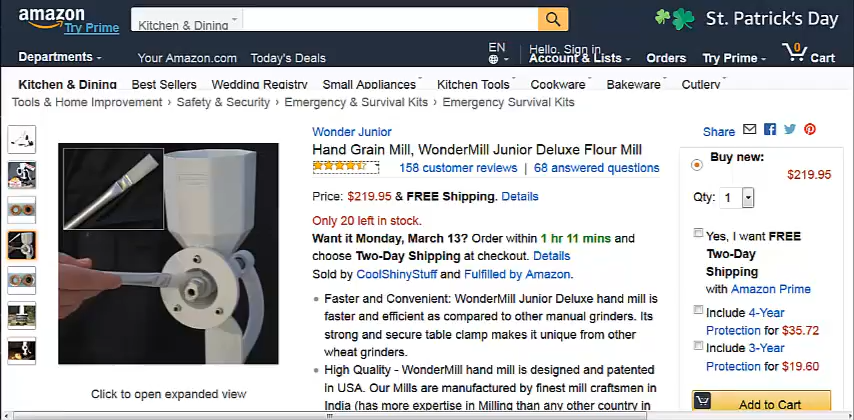 amazon
Try Prime
Kitchen & Dining
St. Patrick's Day
Departments
Your Amazon.com Today's Deals
EN
Hello. Sign in
Account & Lists
Orders
Try Prime
0
Cart
Kitchen & Dining Best Sellers Wedding Registry Small Appliances Kitchen Tools Cookware Bakeware Cutlery
Tools & Home Improvement › Safety & Security › Emergency & Survival Kits › Emergency Survival Kits
Wonder Junior
Hand Grain Mill, WonderMill Junior Deluxe Flour Mill
158 customer reviews | 68 answered questions
Price: $219.95 & FREE Shipping. Details
Only 20 left in stock.
Want it Monday, March 13? Order within 1 hr 11 mins and
choose Two-Day Shipping at checkout. Details
Sold by CoolShinyStuff and Fulfilled by Amazon.
• Faster and Convenient: WonderMill Junior Deluxe hand mill is
faster and efficient as compared to other manual grinders. Its
strong and secure table clamp makes it unique from other
wheat grinders.
• High Quality - WonderMill hand mill is designed and patented
in USA. Our Mills are manufactured by finest mill craftsmen in
India (has more expertise in Milling than any other country in
Click to open expanded view
Share
Buy new:
$219.95
Qty: 1
Yes, I want FREE
Two-Day
Shipping
with Amazon Prime
Include 4-Year
Protection for $35.72
Include 3-Year
Protection for $19.60
Add to Cart